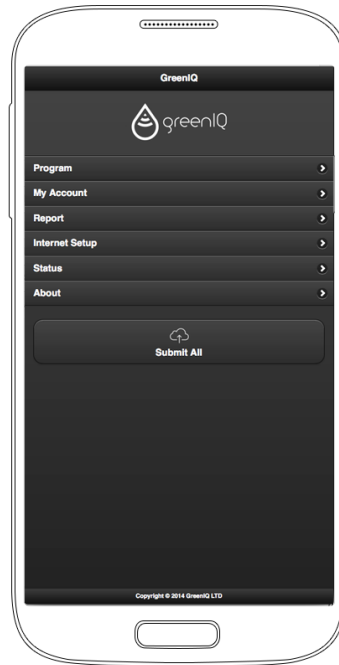 GreenIQ
greenIQ
Program
My Account
Report
Internet Setup
Status
About
Submit All
Copyright © 2014 GreenIQ LTD